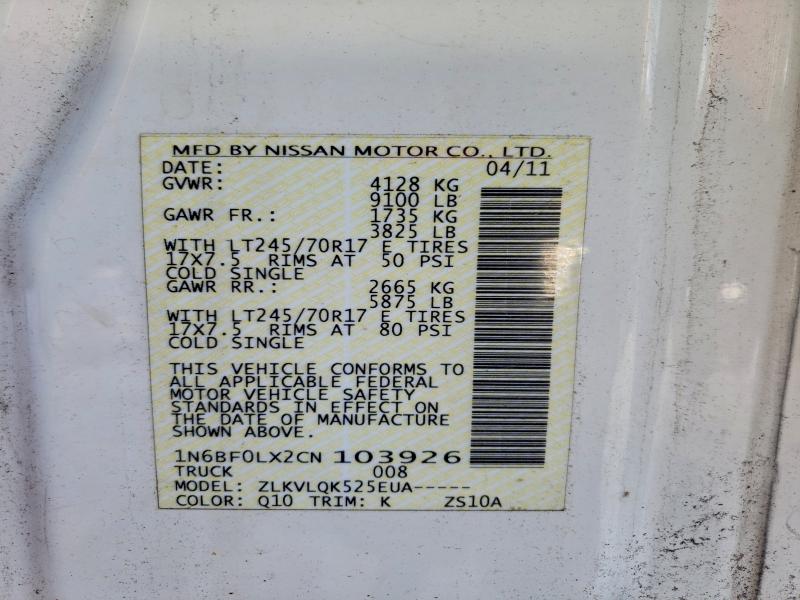 MFD BY NISSAN MOTOR CO., LTD.
DATE: 04/11
GVWR: 4128 KG
9100 LB
GAWR FR.: 1735 KG
3825 LB
WITH LT245/70R17 E TIRES
17X7.5 RIMS AT 50 PSI
COLD SINGLE
GAWR RR.: 2665 KG
5875 LB
WITH LT245/70R17 E TIRES
17X7.5 RIMS AT 80 PSI
COLD SINGLE
THIS VEHICLE CONFORMS TO
ALL APPLICABLE FEDERAL
MOTOR VEHICLE SAFETY
STANDARDS IN EFFECT ON
THE DATE OF MANUFACTURE
SHOWN ABOVE.
1N6BF0LX2CN 103926
TRUCK 008
MODEL: ZLKVLQK525EUA-----
COLOR: Q10 TRIM: K ZS10A